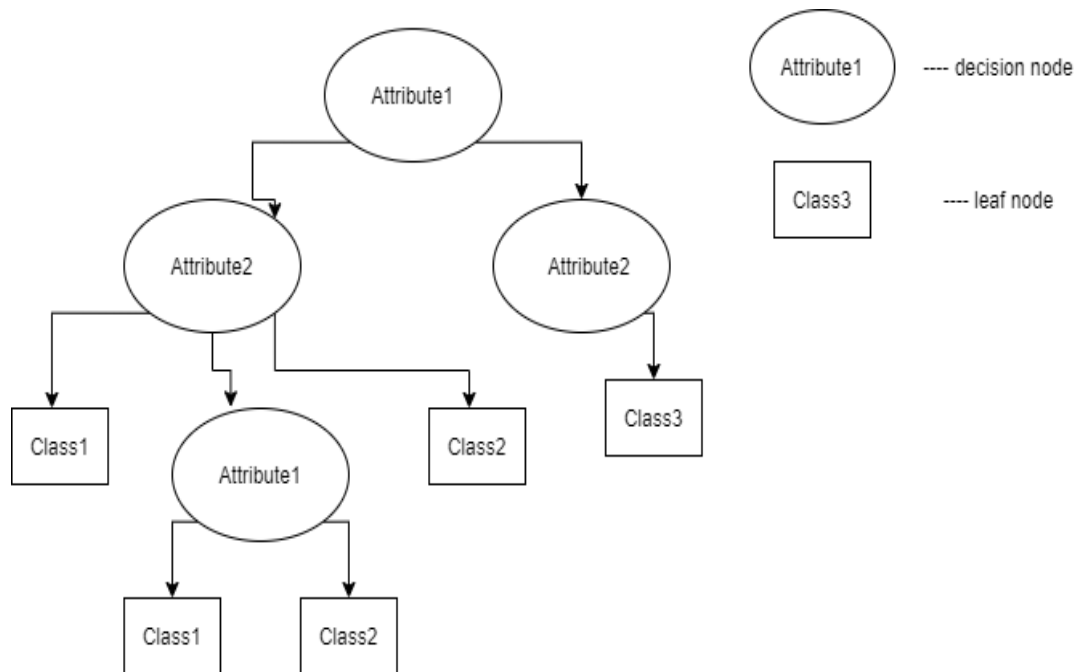 Attribute1
Attribute1 ---- decision node
Class3 ---- leaf node
Attribute2
Attribute2
Class1
Class2
Class3
Attribute1
Class1
Class2